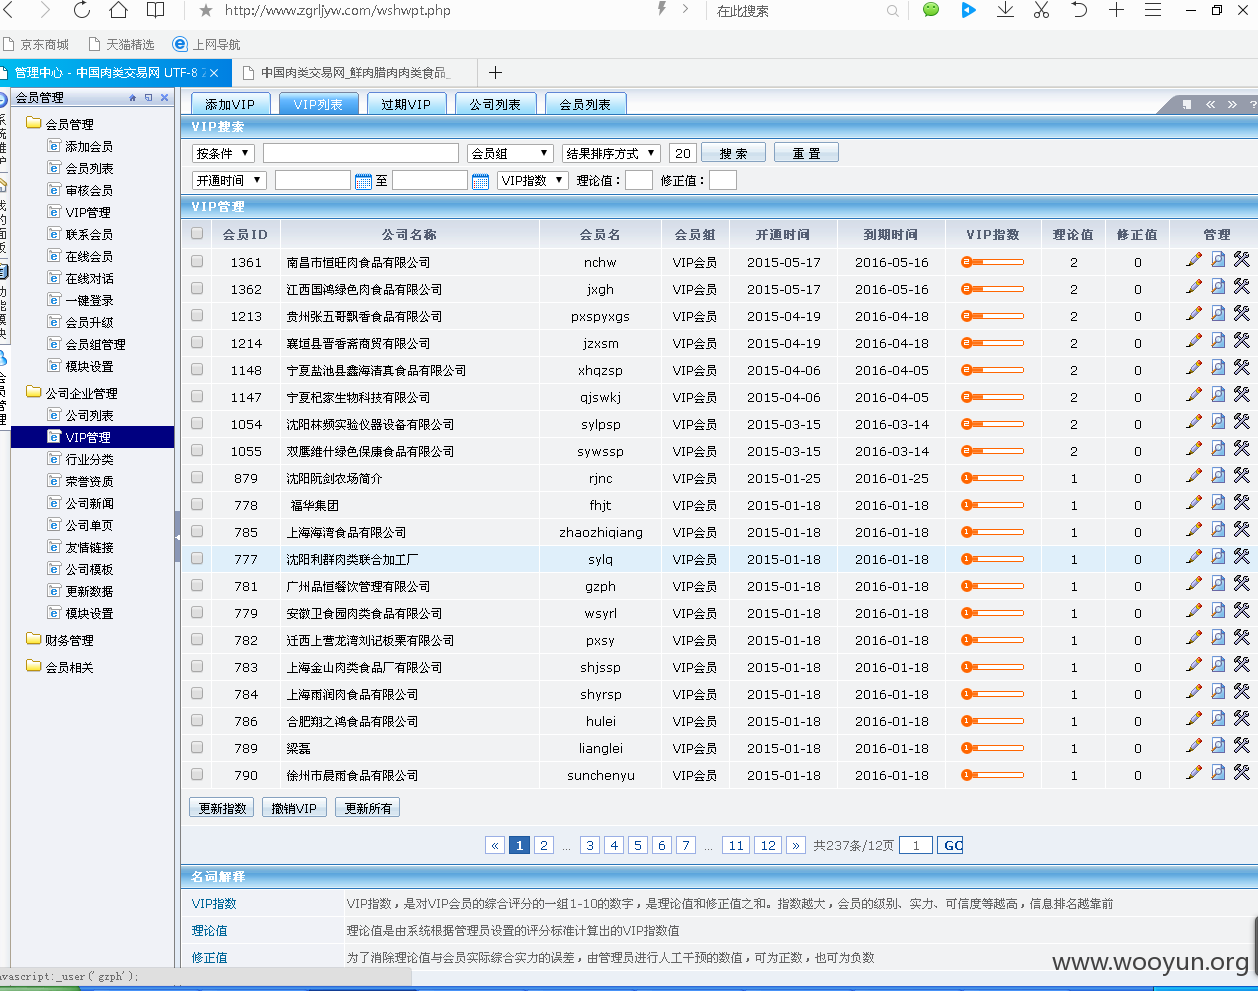 http://www.zgrljyw.com/wshwpt.php 在此搜索
京东商城 天猫精选 上网导航
管理中心 - 中国肉类交易网 UTF-8 中国肉类交易网_鲜肉腊肉肉类食品_
会员管理
会员管理
添加会员
会员列表
审核会员
VIP管理
联系会员
在线会员
在线对话
一键登录
会员升级
会员组管理
模块设置
公司企业管理
公司列表
VIP管理
行业分类
荣誉资质
公司新闻
公司单页
友情链接
公司模板
更新数据
模块设置
财务管理
会员相关
添加VIP VIP列表 过期VIP 公司列表 会员列表
VIP搜索
按条件 会员组 结果排序方式 20 搜 索 重 置
开通时间 至 VIP指数 理论值： 修正值：
VIP管理
会员ID 公司名称 会员名 会员组 开通时间 到期时间 VIP指数 理论值 修正值 管理
1361 南昌市恒旺肉食品有限公司 nchw VIP会员 2015-05-17 2016-05-16 2 2 0
1362 江西国鸿绿色肉食品有限公司 jxgh VIP会员 2015-05-17 2016-05-16 2 2 0
1213 贵州张五哥飘香食品有限公司 pxspyxgs VIP会员 2015-04-19 2016-04-18 2 2 0
1214 襄垣县晋香斋商贸有限公司 jzxsm VIP会员 2015-04-19 2016-04-18 2 2 0
1148 宁夏盐池县鑫海清真食品有限公司 xhqzsp VIP会员 2015-04-06 2016-04-05 2 2 0
1147 宁夏杞家生物科技有限公司 qjswkj VIP会员 2015-04-06 2016-04-05 2 2 0
1054 沈阳林频实验仪器设备有限公司 sylpsp VIP会员 2015-03-15 2016-03-14 2 2 0
1055 双鹰维什绿色保康食品有限公司 sywssp VIP会员 2015-03-15 2016-03-14 2 2 0
879 沈阳阮剑农场简介 rjnc VIP会员 2015-01-25 2016-01-25 1 1 0
778 福华集团 fhjt VIP会员 2015-01-18 2016-01-18 1 1 0
785 上海海湾食品有限公司 zhaozhiqiang VIP会员 2015-01-18 2016-01-18 1 1 0
777 沈阳利群肉类联合加工厂 sylq VIP会员 2015-01-18 2016-01-18 1 1 0
781 广州品恒餐饮管理有限公司 gzph VIP会员 2015-01-18 2016-01-18 1 1 0
779 安徽卫食园肉类食品有限公司 wsyrl VIP会员 2015-01-18 2016-01-18 1 1 0
782 迁西上营龙湾刘记板栗有限公司 pxsy VIP会员 2015-01-18 2016-01-18 1 1 0
783 上海金山肉类食品厂有限公司 shjssp VIP会员 2015-01-18 2016-01-18 1 1 0
784 上海雨润肉食品有限公司 shyrsp VIP会员 2015-01-18 2016-01-18 1 1 0
786 合肥翔之鸿食品有限公司 hulei VIP会员 2015-01-18 2016-01-18 1 1 0
789 梁磊 lianglei VIP会员 2015-01-18 2016-01-18 1 1 0
790 徐州市晨雨食品有限公司 sunchenyu VIP会员 2015-01-18 2016-01-18 1 1 0
更新指数 撤销VIP 更新所有
« 1 2 ... 3 4 5 6 7 ... 11 12 » 共237条/12页 1 GO
名词解释
VIP指数 VIP指数，是对VIP会员的综合评分的一组1-10的数字，是理论值和修正值之和。指数越大，会员的级别、实力、可信度等越高，信息排名越靠前
理论值 理论值是由系统根据管理员设置的评分标准计算出的VIP指数值
修正值 为了消除理论值与会员实际综合实力的误差，由管理员进行人工干预的数值，可为正数，也可为负数
avascript:_user('gzph');
www.wooyun.org